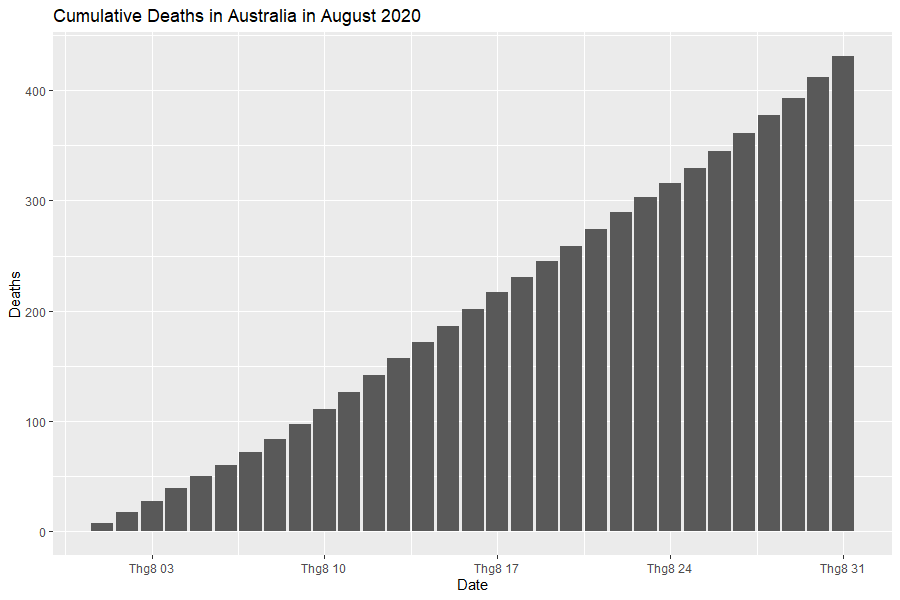 Cumulative Deaths in Australia in August 2020
Deaths
400
300
200
100
0
Thg8 03 Thg8 10 Thg8 17 Thg8 24 Thg8 31
Date